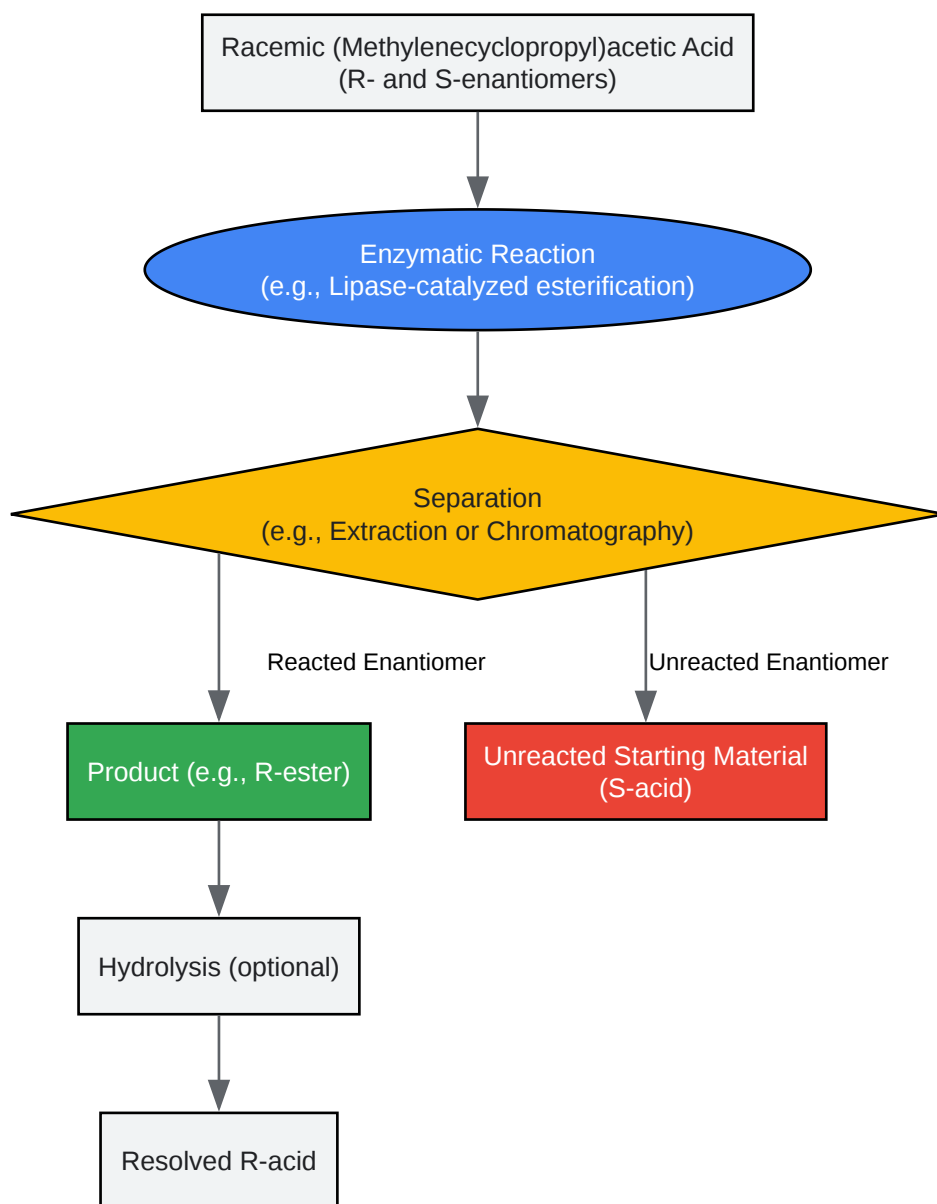 Racemic (Methylenecyclopropyl)acetic Acid
(R- and S-enantiomers)
Enzymatic Reaction
(e.g., Lipase-catalyzed esterification)
Separation
(e.g., Extraction or Chromatography)
Reacted Enantiomer
Unreacted Enantiomer
Product (e.g., R-ester)
Unreacted Starting Material
(S-acid)
Hydrolysis (optional)
Resolved R-acid